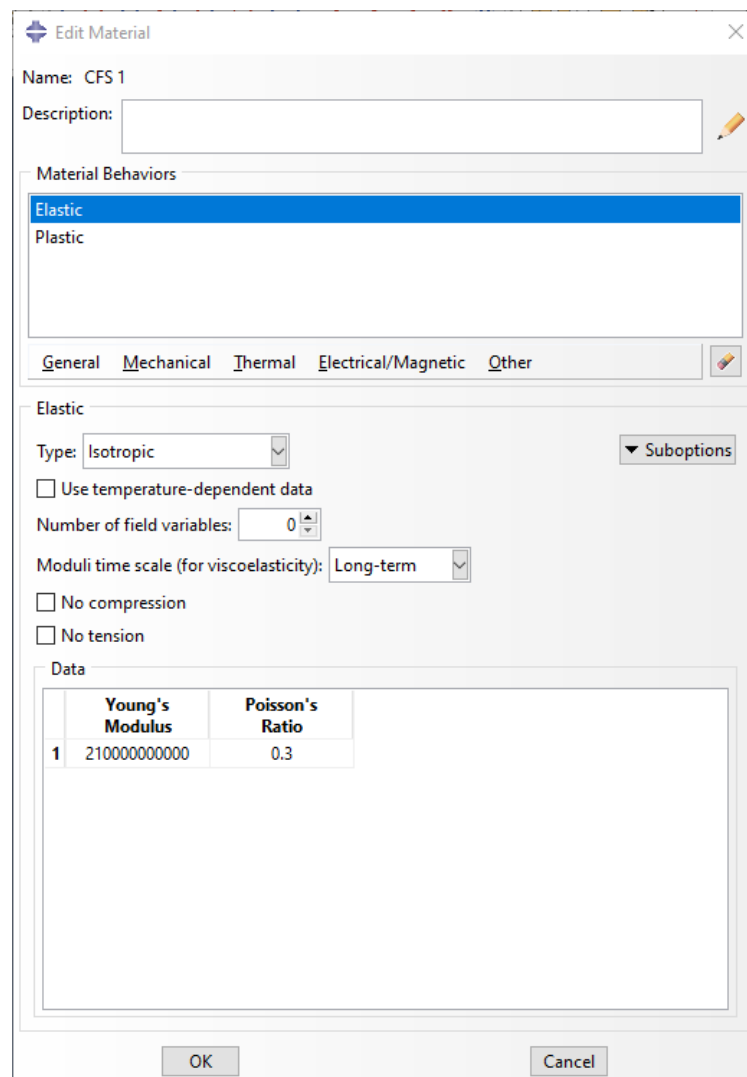 Edit Material
Name: CFS 1
Description:
Material Behaviors
Elastic
Plastic
General Mechanical Thermal Electrical/Magnetic Other
Elastic
Type: Isotropic
Suboptions
Use temperature-dependent data
Number of field variables: 0
Moduli time scale (for viscoelasticity): Long-term
No compression
No tension
Data
Young's Poisson's
Modulus Ratio
1 210000000000 0.3
OK Cancel